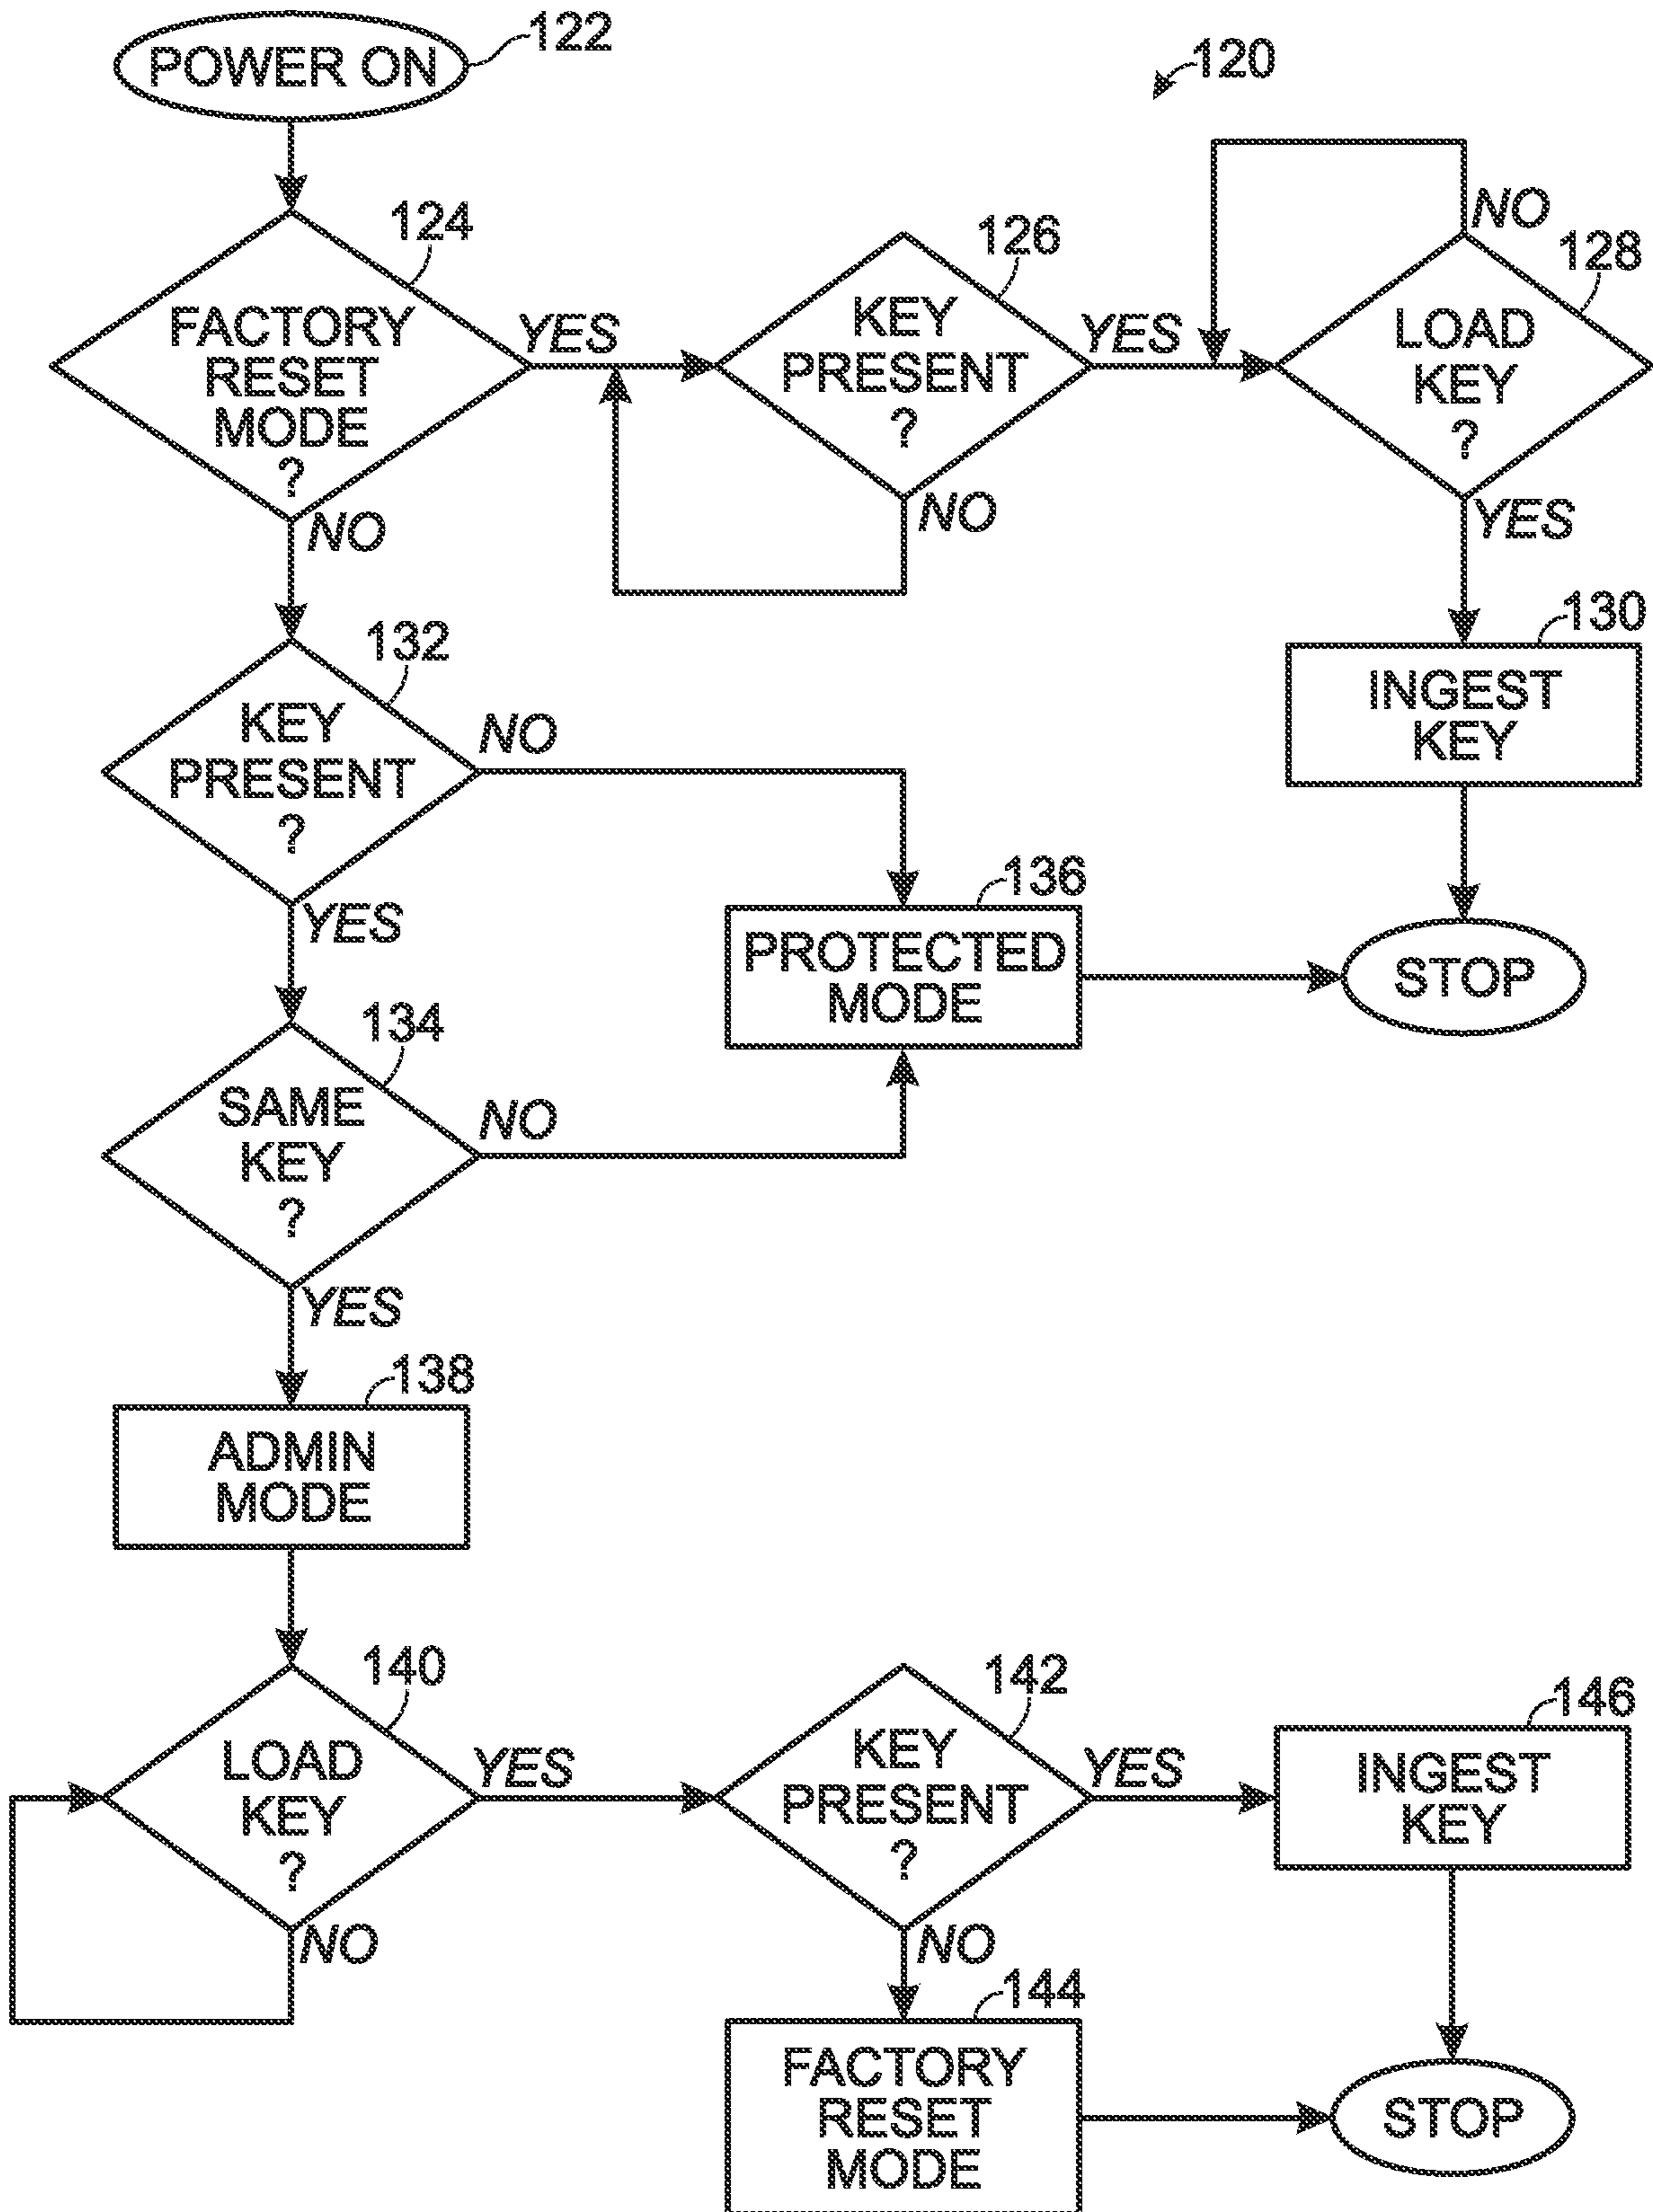 POWER ON
122
120
124
FACTORY
RESET
MODE
?
YES
NO
126
KEY
PRESENT
?
YES
NO
128
LOAD
KEY
?
NO
YES
130
INGEST
KEY
132
KEY
PRESENT
?
NO
YES
136
PROTECTED
MODE
STOP
134
SAME
KEY
?
NO
YES
138
ADMIN
MODE
140
LOAD
KEY
?
YES
NO
142
KEY
PRESENT
?
YES
NO
146
INGEST
KEY
144
FACTORY
RESET
MODE
STOP